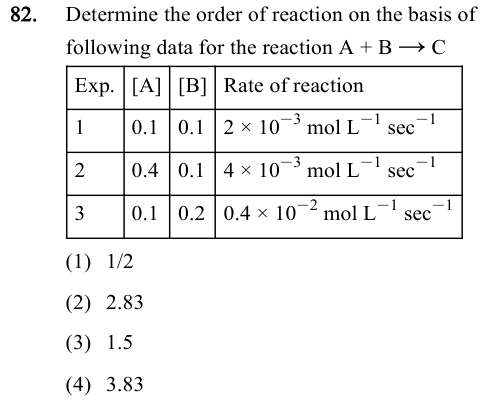 82. Determine the order of reaction on the basis of
following data for the reaction A + B ⟶ C
Exp. [A] [B] Rate of reaction
1 0.1 0.1 2 × 10⁻³ mol L⁻¹ sec⁻¹
2 0.4 0.1 4 × 10⁻³ mol L⁻¹ sec⁻¹
3 0.1 0.2 0.4 × 10⁻² mol L⁻¹ sec⁻¹
(1) 1/2
(2) 2.83
(3) 1.5
(4) 3.83